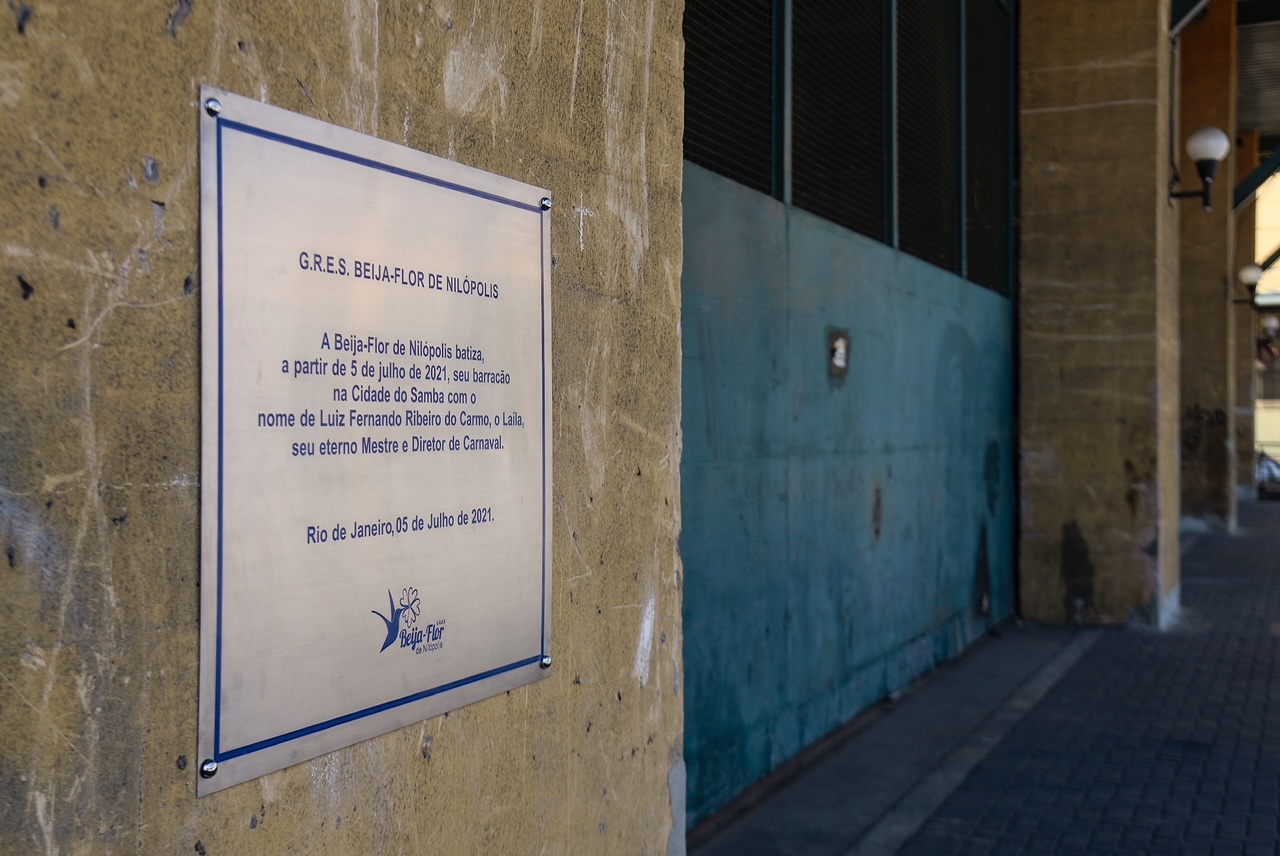 G.R.E.S. BEIJA-FLOR DE NILÓPOLIS
A Beija-Flor de Nilópolis batiza,
a partir de 5 de julho de 2021, seu barracão
na Cidade do Samba com o
nome de Luiz Fernando Ribeiro do Carmo, o Laíla,
seu eterno Mestre e Diretor de Carnaval.
Rio de Janeiro, 05 de Julho de 2021.
G.R.E.S
Beija-Flor
de Nilópolis